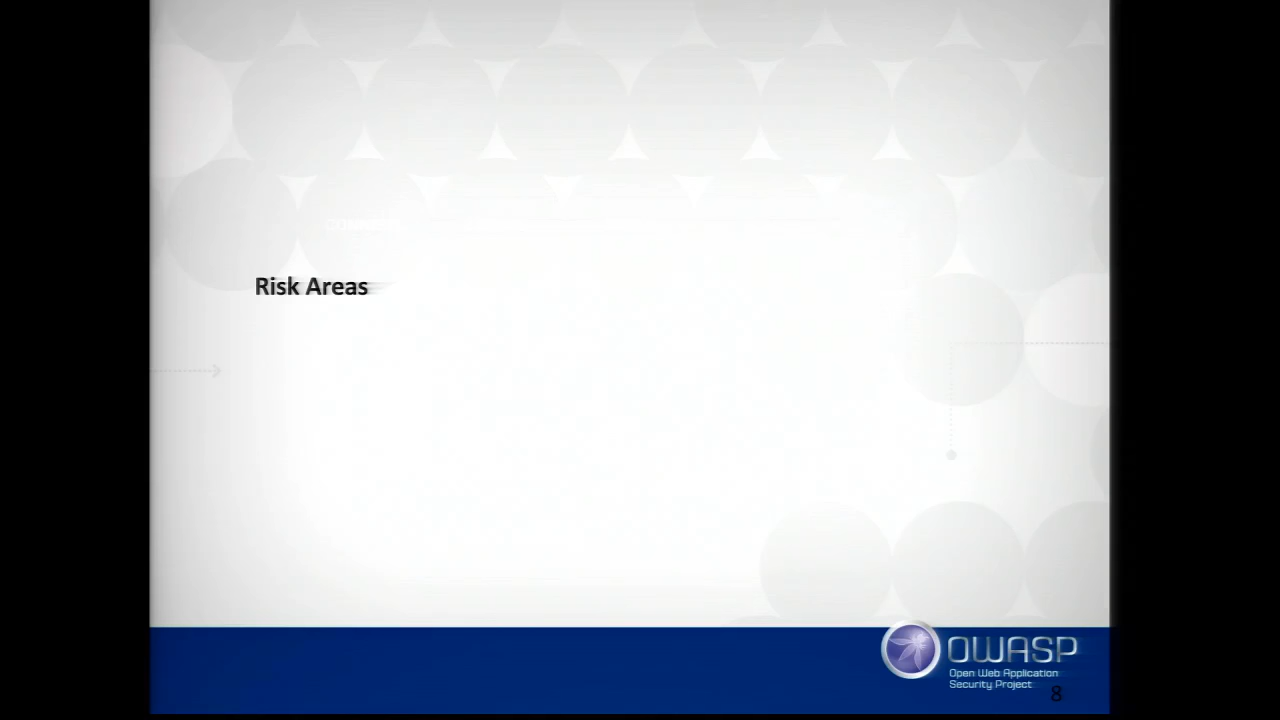 Risk Areas
OWASP
Open Web Application
Security Project
8